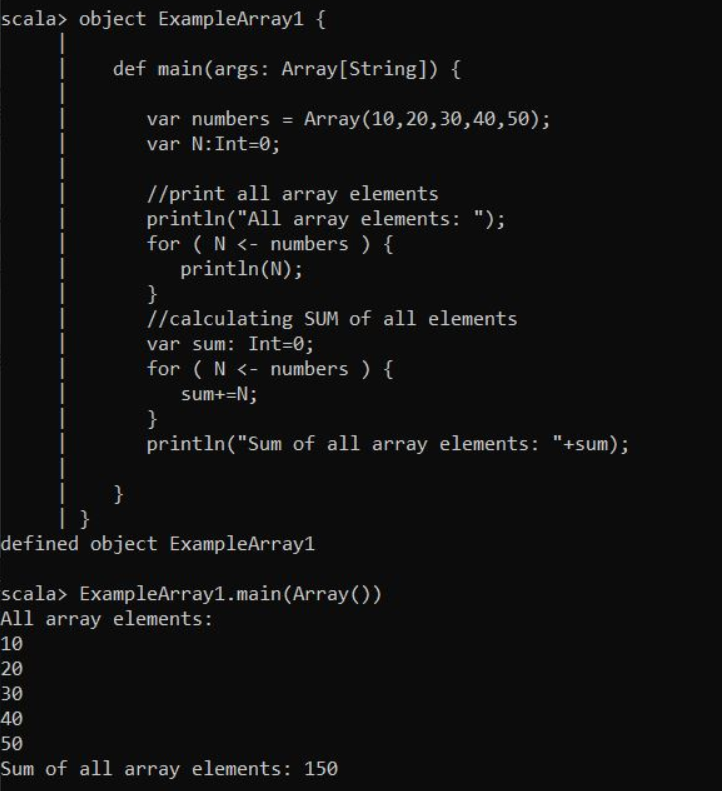 scala> object ExampleArray1 {
     |
     |    def main(args: Array[String]) {
     |
     |       var numbers = Array(10,20,30,40,50);
     |       var N:Int=0;
     |
     |       //print all array elements
     |       println("All array elements: ");
     |       for ( N <- numbers ) {
     |          println(N);
     |       }
     |       //calculating SUM of all elements
     |       var sum: Int=0;
     |       for ( N <- numbers ) {
     |          sum+=N;
     |       }
     |       println("Sum of all array elements: "+sum);
     |
     |    }
     | }
defined object ExampleArray1

scala> ExampleArray1.main(Array())
All array elements:
10
20
30
40
50
Sum of all array elements: 150